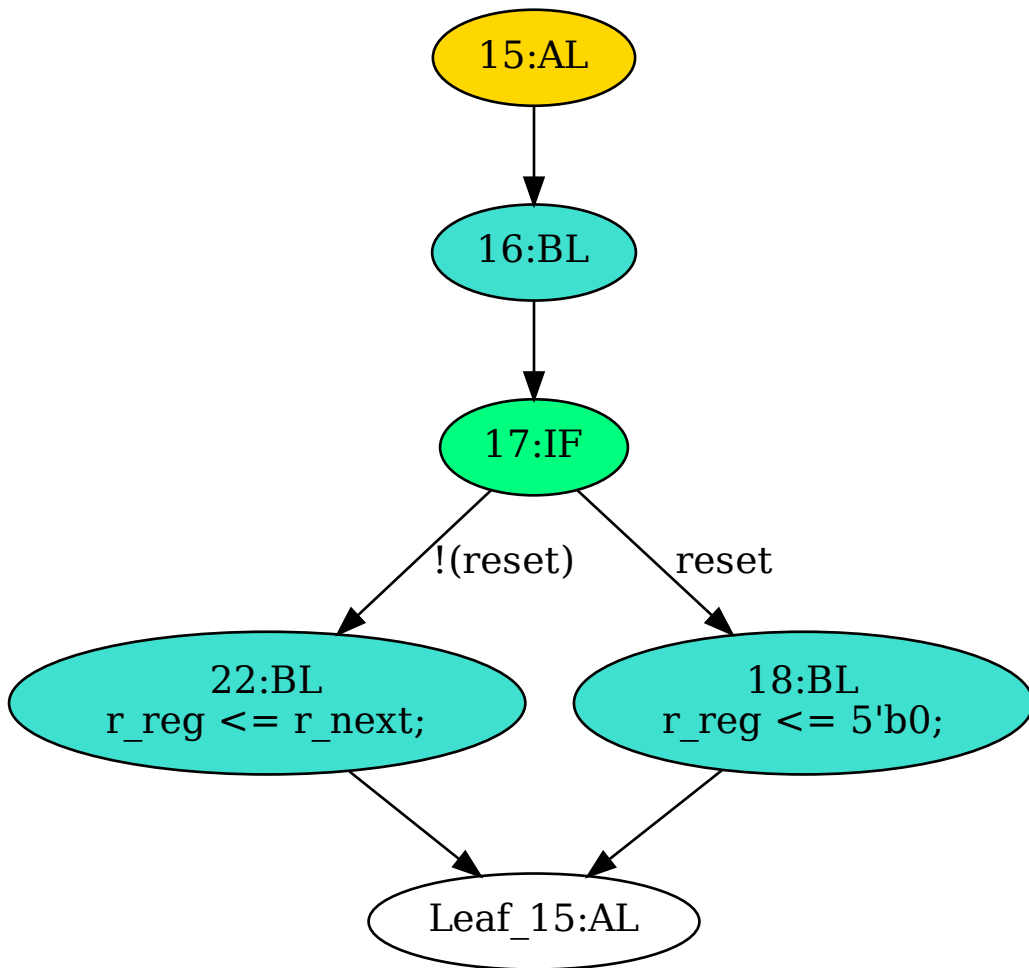 15:AL
16:BL
17:IF
!(reset)
reset
22:BL
r_reg <= r_next;
18:BL
r_reg <= 5'b0;
Leaf_15:AL